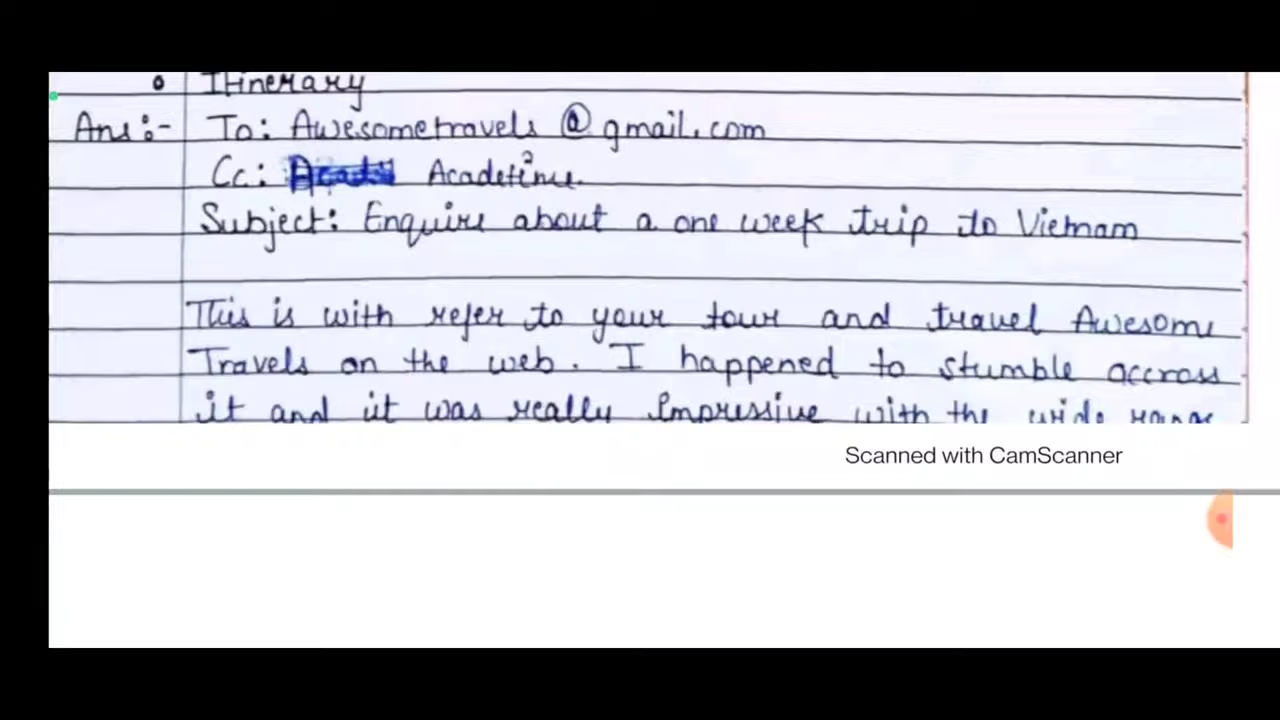 Itinerary
Ans:- To: Awesometravels @ gmail.com
Cc:
Subject: Enquire about a one week trip to Vietnam
This is with refer to your tour and travel Awesome
Travels on the web. I happened to stumble accross
it and it was really impressive with the wide range
Scanned with CamScanner